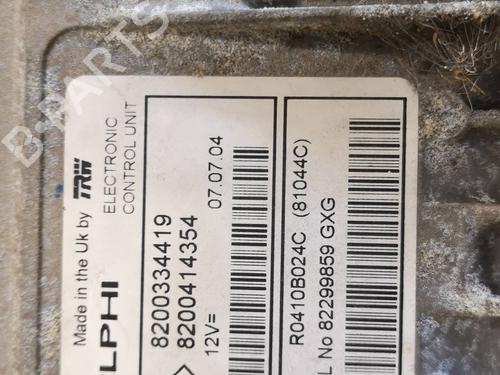 Made in the Uk by TRW
ELECTRONIC
CONTROL UNIT
LPHI
8200334419
8200414354
12V=
07.07.04
R0410B024C (81044C)
L No 82299859 GXG
B-PARTS